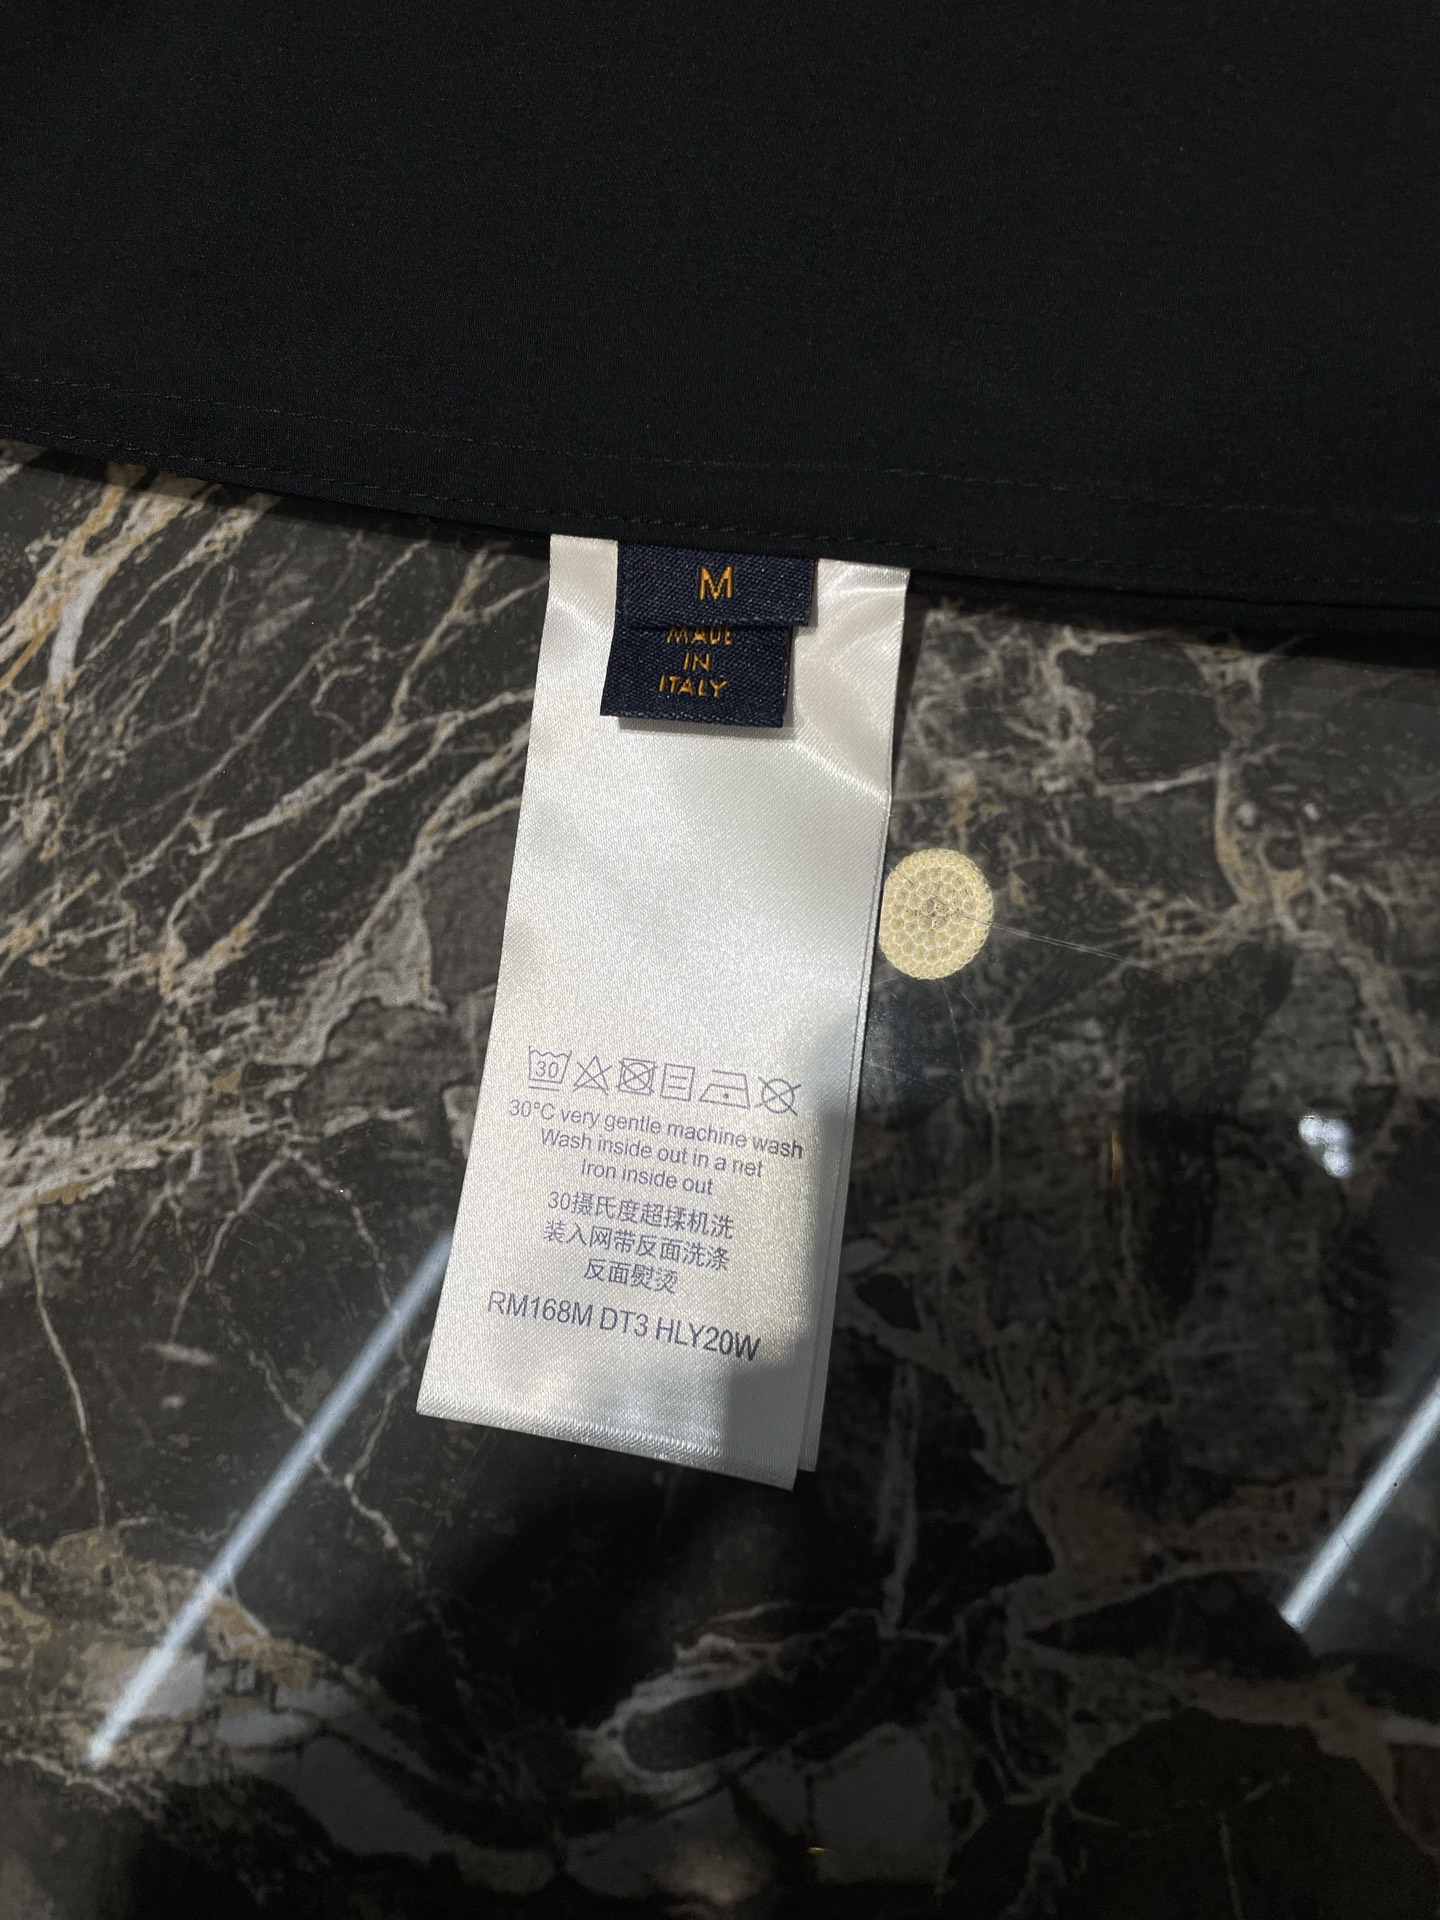 M
MADE
IN
ITALY
30
30°C very gentle machine wash
Wash inside out in a net
Iron inside out
30摄氏度超揉机洗
装入网带反面洗涤
反面熨烫
RM168M DT3 HLY20W